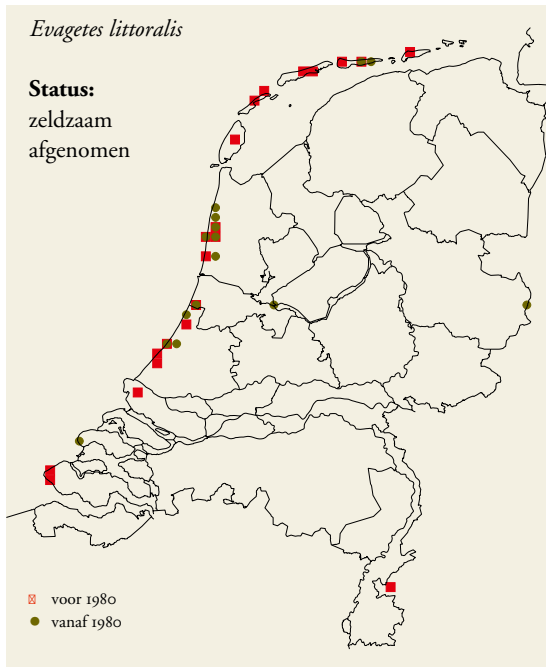 Evagetes littoralis
Status:
zeldzaam
afgenomen
voor 1980
vanaf 1980